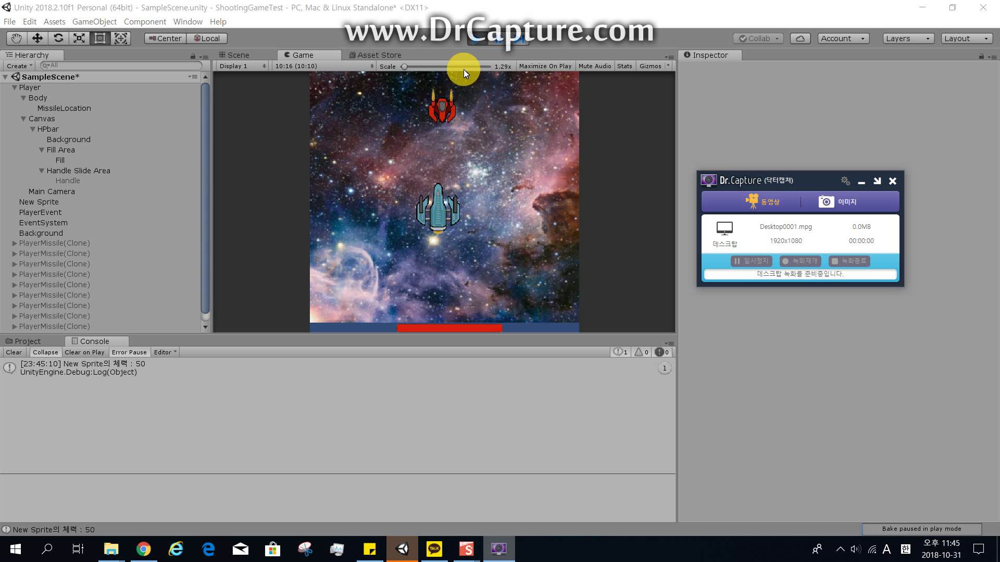 Unity 2018.2.10f1 Personal (64bit) - SampleScene.unity - ShootingGameTest - PC, Mac & Linux Standalone* <DX11>
www.DrCapture.com
File Edit Assets GameObject Component Window Help
Center Local Collab Account Layers Layout
Hierarchy
Create All
SampleScene*
Player
Body
MissileLocation
Canvas
HPbar
Background
Fill Area
Fill
Handle Slide Area
Handle
Main Camera
New Sprite
PlayerEvent
EventSystem
Background
PlayerMissile(Clone)
PlayerMissile(Clone)
PlayerMissile(Clone)
PlayerMissile(Clone)
PlayerMissile(Clone)
PlayerMissile(Clone)
PlayerMissile(Clone)
PlayerMissile(Clone)
PlayerMissile(Clone)
Scene Game Asset Store
Display 1 10:16 (10:10) Scale 1.29x Maximize On Play Mute Audio Stats Gizmos
Inspector
Dr.Capture (닥터캡쳐)
동영상 이미지
Desktop0001.mpg 0.0MB
데스크탑 1920x1080 00:00:00
일시정지 녹화재개 녹화종료
데스크탑 녹화를 준비중입니다.
Project Console
Clear Collapse Clear on Play Error Pause Editor 1 0 0
[23:45:10] New Sprite의 체력 : 50
UnityEngine.Debug:Log(Object)
1
New Sprite의 체력 : 50
Bake paused in play mode
TALK
S
A 한
오후 11:45
2018-10-31